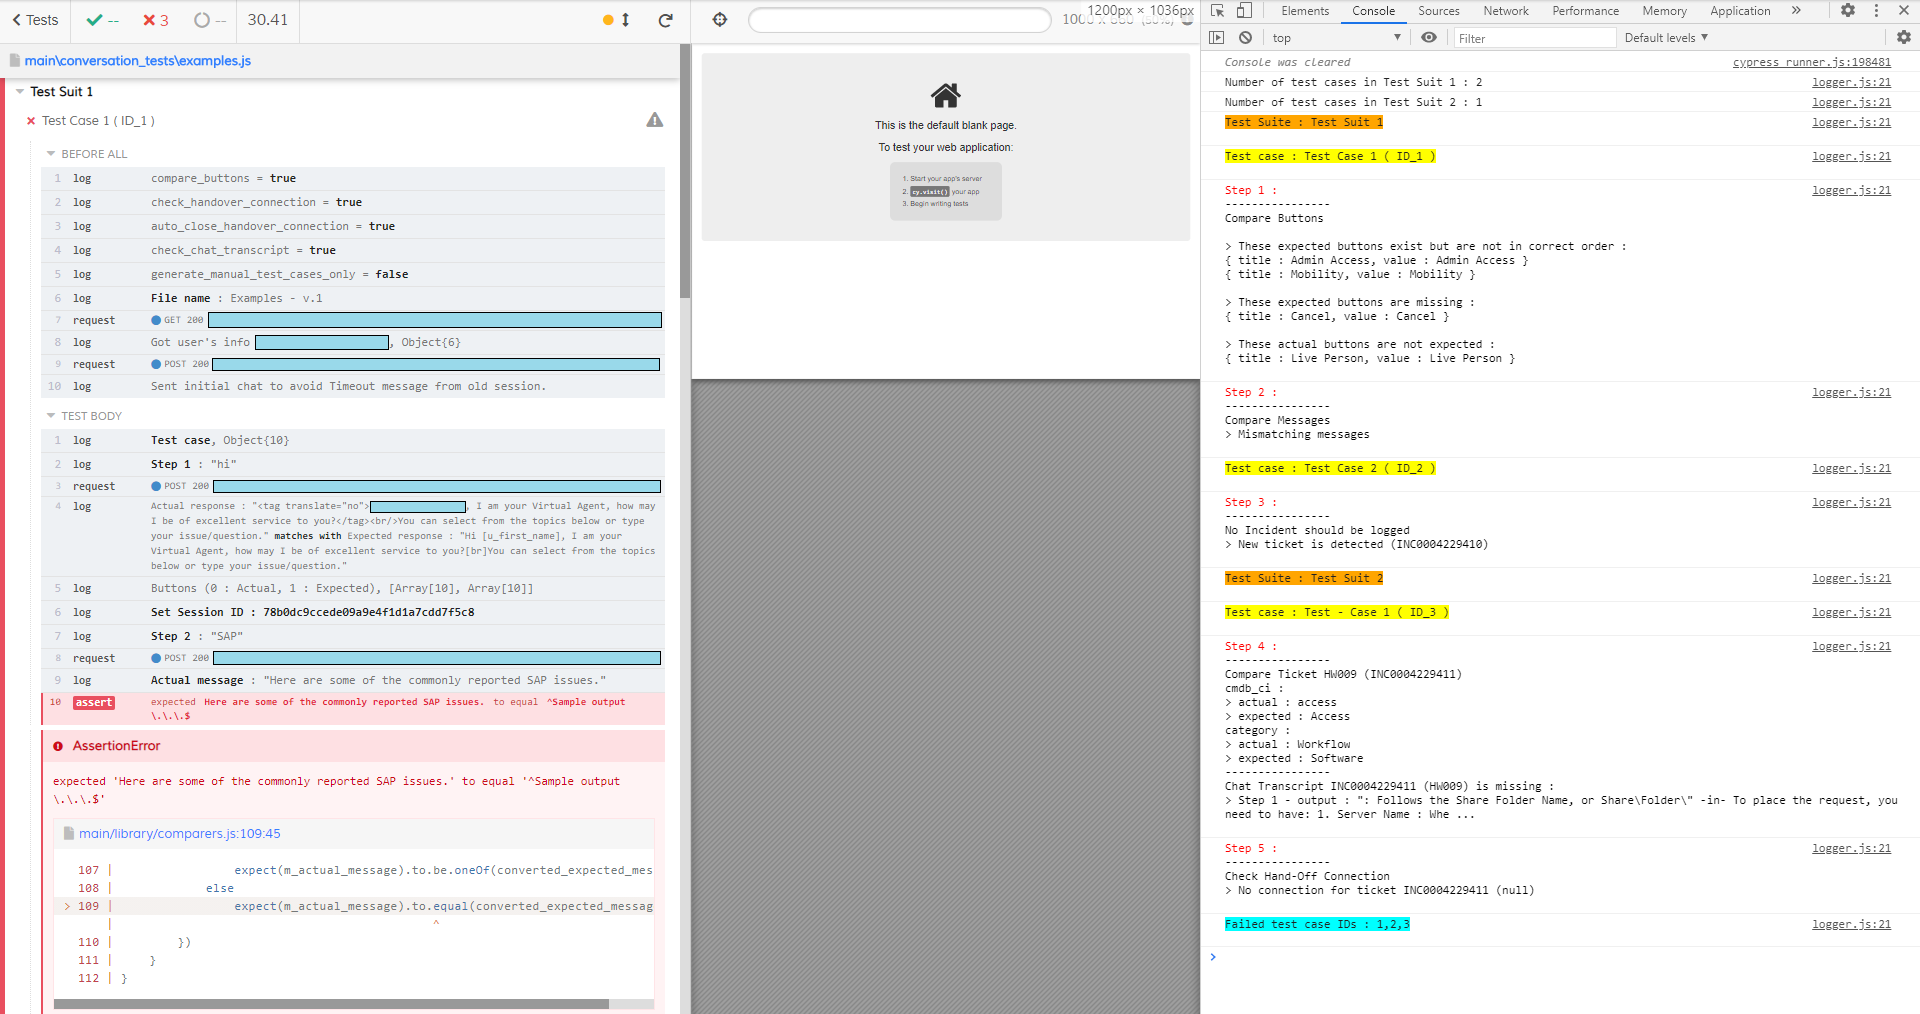 Tests
--
3
--
30.41
main\conversation_tests\examples.js
Test Suit 1
Test Case 1 ( ID_1 )
BEFORE ALL
1 log compare_buttons = true
2 log check_handover_connection = true
3 log auto_close_handover_connection = true
4 log check_chat_transcript = true
5 log generate_manual_test_cases_only = false
6 log File name : Examples - v.1
7 request GET 200
8 log Got user's info , Object{6}
9 request POST 200
10 log Sent initial chat to avoid Timeout message from old session.
TEST BODY
1 log Test case, Object{10}
2 log Step 1 : "hi"
3 request POST 200
4 log Actual response : "<tag translate="no"> , I am your Virtual Agent, how may
I be of excellent service to you?</tag><br/>You can select from the topics below or type
your issue/question." matches with Expected response : "Hi [u_first_name], I am your
Virtual Agent, how may I be of excellent service to you?[br]You can select from the topics
below or type your issue/question."
5 log Buttons (0 : Actual, 1 : Expected), [Array[10], Array[10]]
6 log Set Session ID : 78b0dc9ccede09a9e4f1d1a7cdd7f5c8
7 log Step 2 : "SAP"
8 request POST 200
9 log Actual message : "Here are some of the commonly reported SAP issues."
10 assert expected Here are some of the commonly reported SAP issues. to equal ^Sample output
\.\.\.$
AssertionError
expected 'Here are some of the commonly reported SAP issues.' to equal '^Sample output
\.\.\.$'
main/library/comparers.js:109:45
107 | expect(m_actual_message).to.be.oneOf(converted_expected_mes
108 | else
> 109 | expect(m_actual_message).to.equal(converted_expected_messag
| ^
110 | })
111 | }
112 | }
1200px × 1036px
This is the default blank page.
To test your web application:
1. Start your app's server
2. cy.visit() your app
3. Begin writing tests
Elements Console Sources Network Performance Memory Application »
top Filter Default levels
Console was cleared cypress_runner.js:198481
Number of test cases in Test Suit 1 : 2 logger.js:21
Number of test cases in Test Suit 2 : 1 logger.js:21
Test Suite : Test Suit 1 logger.js:21
Test case : Test Case 1 ( ID_1 ) logger.js:21
Step 1 : logger.js:21
----------------
Compare Buttons
> These expected buttons exist but are not in correct order :
{ title : Admin Access, value : Admin Access }
{ title : Mobility, value : Mobility }
> These expected buttons are missing :
{ title : Cancel, value : Cancel }
> These actual buttons are not expected :
{ title : Live Person, value : Live Person }
Step 2 : logger.js:21
----------------
Compare Messages
> Mismatching messages
Test case : Test Case 2 ( ID_2 ) logger.js:21
Step 3 : logger.js:21
----------------
No Incident should be logged
> New ticket is detected (INC0004229410)
Test Suite : Test Suit 2 logger.js:21
Test case : Test - Case 1 ( ID_3 ) logger.js:21
Step 4 : logger.js:21
----------------
Compare Ticket HW009 (INC0004229411)
cmdb_ci :
> actual : access
> expected : Access
category :
> actual : Workflow
> expected : Software
----------------
Chat Transcript INC0004229411 (HW009) is missing :
> Step 1 - output : ": Follows the Share Folder Name, or Share\Folder\" -in- To place the request, you
need to have: 1. Server Name : Whe ...
Step 5 : logger.js:21
----------------
Check Hand-Off Connection
> No connection for ticket INC0004229411 (null)
Failed test case IDs : 1,2,3 logger.js:21
>